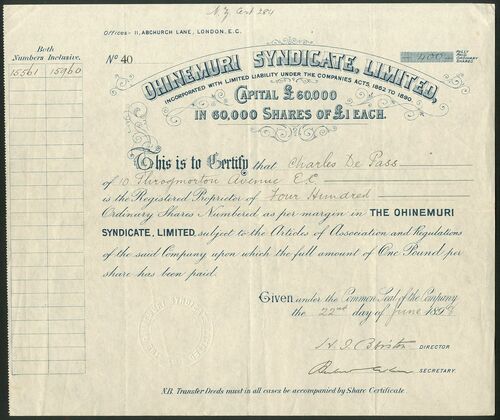 N.Z. Cert 284
Offices - 11, ABCHURCH LANE, LONDON, E.C.
Both
Numbers Inclusive.
15561 15960
No 40
400
FULLY
PAID
ORDINARY
SHARES
OHINEMURI SYNDICATE, LIMITED,
INCORPORATED WITH LIMITED LIABILITY UNDER THE COMPANIES ACTS, 1862 TO 1890.
CAPITAL £60,000
IN 60,000 SHARES OF £1 EACH.
This is to Certify that Charles De Pass
of 10 Throgmorton Avenue E.C
is the Registered Proprietor of Four Hundred
Ordinary Shares Numbered as per margin in THE OHINEMURI
SYNDICATE, LIMITED, subject to the Articles of Association and Regulations
of the said Company upon which the full amount of One Pound per
share has been paid.
Given under the Common Seal of the Company
the 22nd day of June 189
DIRECTOR
SECRETARY
N.B. Transfer Deeds must in all cases be accompanied by Share Certificate.